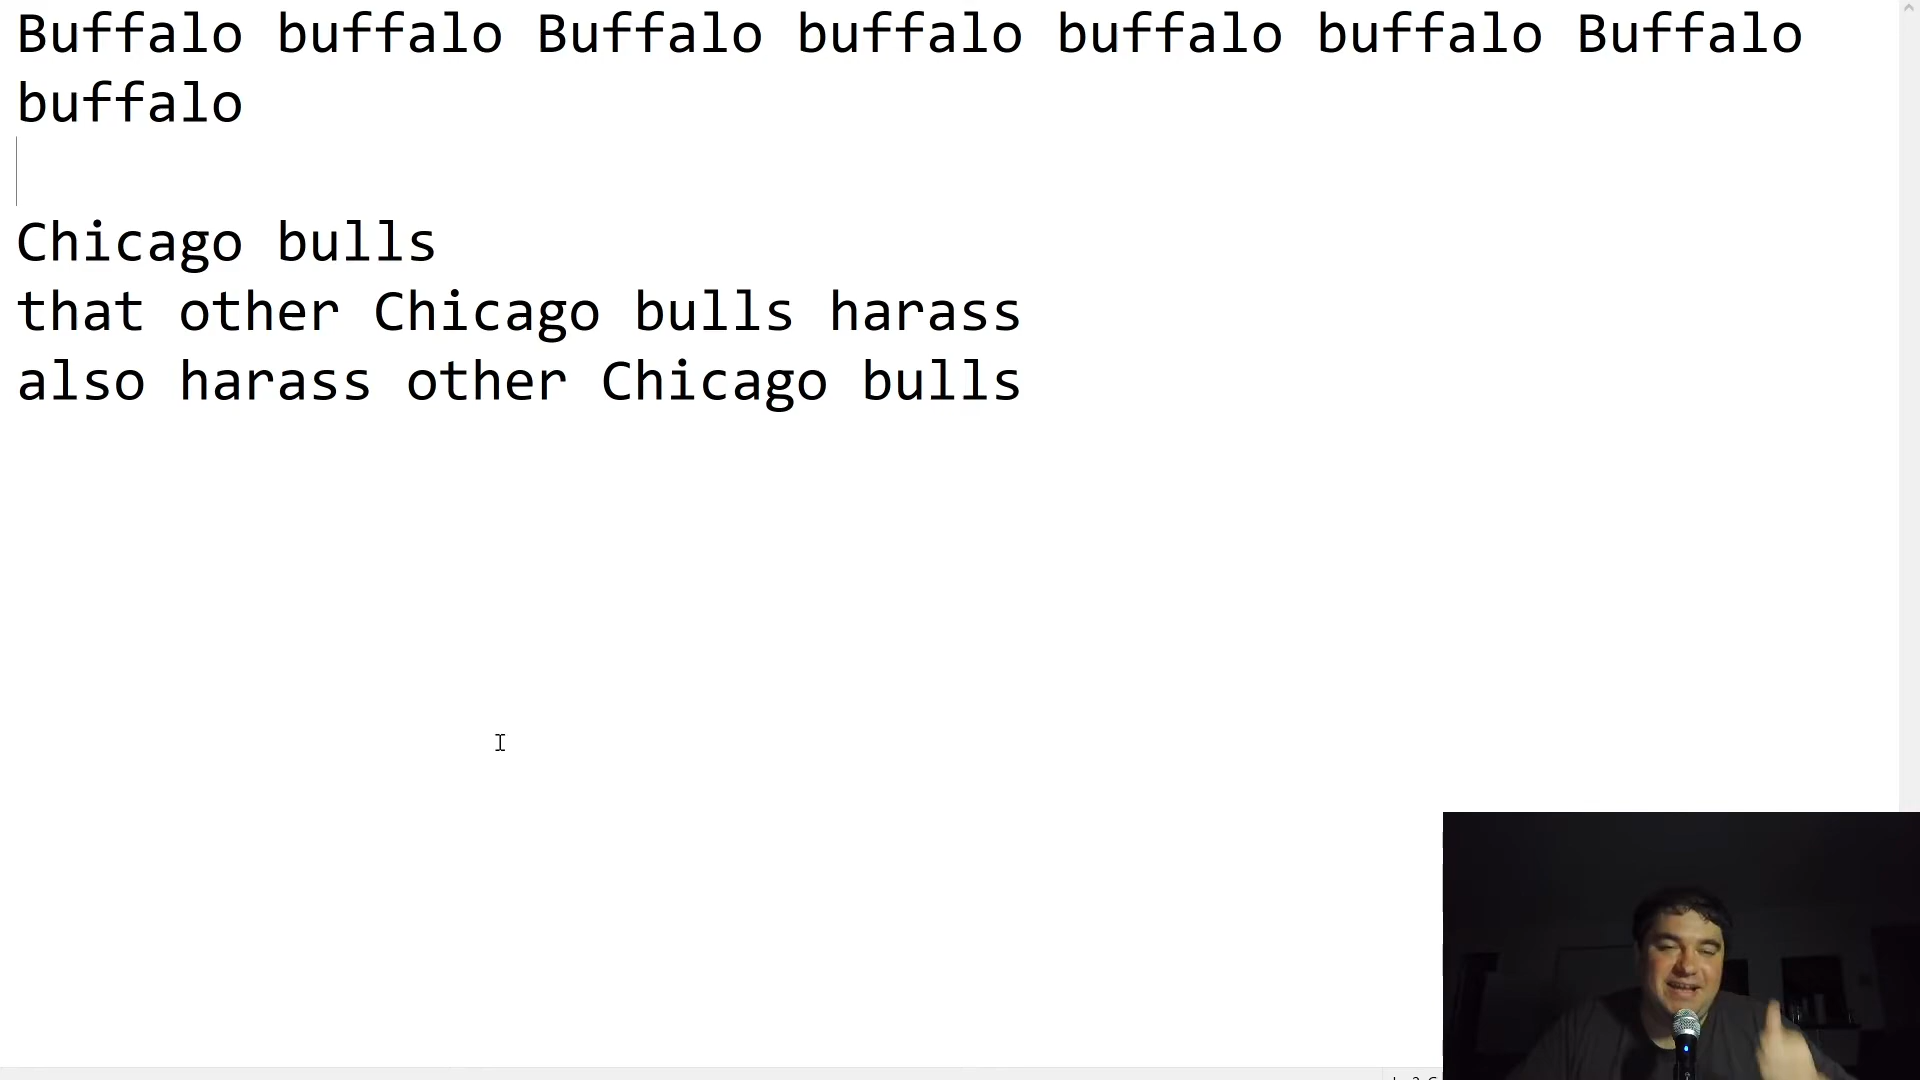 Buffalo buffalo Buffalo buffalo buffalo buffalo Buffalo
buffalo
Chicago bulls
that other Chicago bulls harass
also harass other Chicago bulls